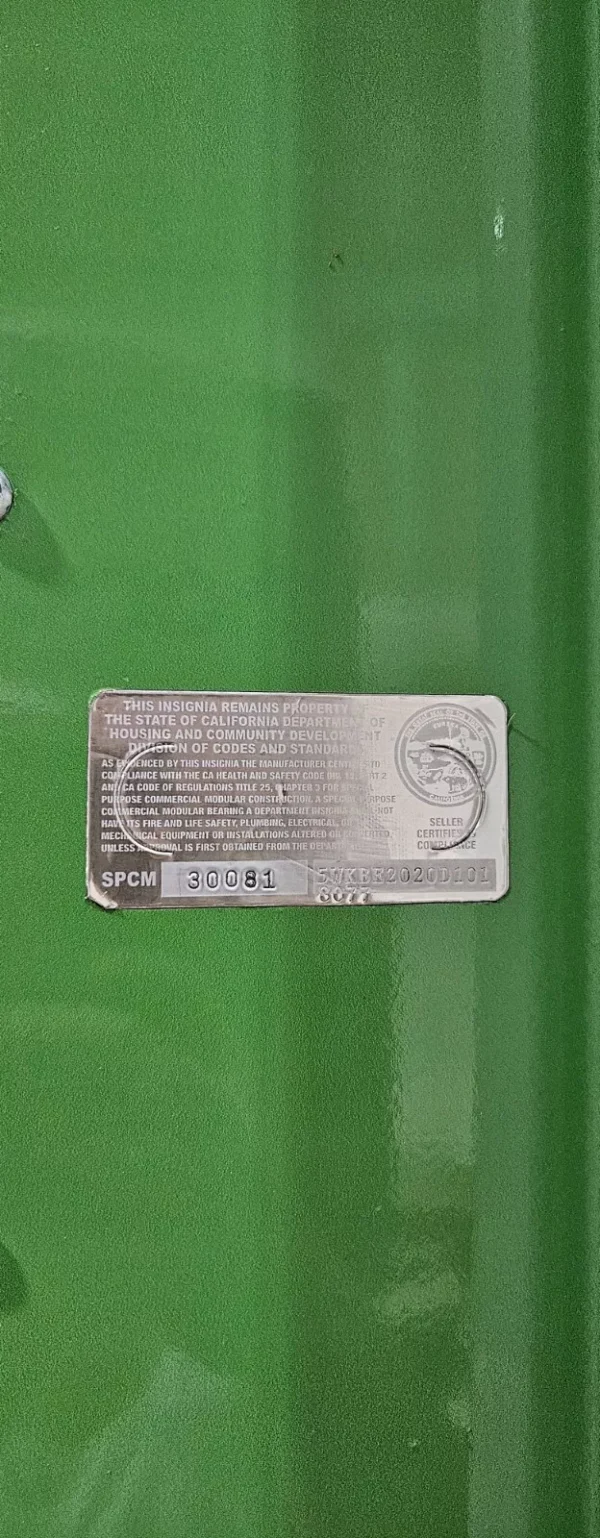 THIS INSIGNIA REMAINS PROPERTY
THE STATE OF CALIFORNIA DEPARTMENT OF
HOUSING AND COMMUNITY DEVELOPMENT
DIVISION OF CODES AND STANDARDS
AS EVIDENCED BY THIS INSIGNIA THE MANUFACTURER CERTIFIES TO
COMPLIANCE WITH THE CA HEALTH AND SAFETY CODE
AND CA CODE OF REGULATIONS TITLE 25, CHAPTER 3 FOR SPECIAL
PURPOSE COMMERCIAL MODULAR CONSTRUCTION. A SPECIAL PURPOSE
COMMERCIAL MODULAR BEARING A DEPARTMENT INSIGNIA NOT
HAVE ITS FIRE AND LIFE SAFETY, PLUMBING, ELECTRICAL, OR
MECHANICAL EQUIPMENT OR INSTALLATIONS ALTERED OR
UNLESS APPROVAL IS FIRST OBTAINED FROM THE
SELLER
CERTIFIES
COMPLIANCE
SPCM 30081